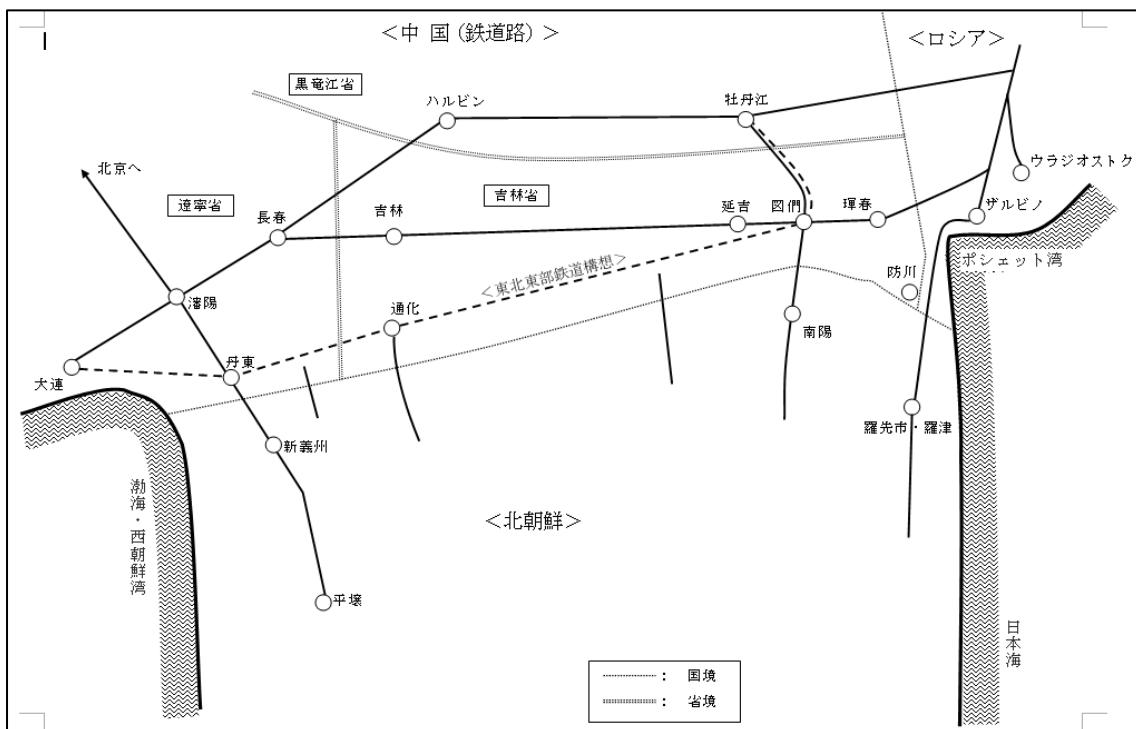 ＜中 国（鉄道路）＞
＜ロシア＞
黒竜江省
ハルビン
牡丹江
北京へ
ウラジオストク
遼寧省
吉林省
長春
吉林
延吉
図們
琿春
ザルビノ
ポシェット湾
＜東北東部鉄道構想＞
防川
瀋陽
通化
南陽
丹東
大連
羅先市・羅津
新義州
渤海・西朝鮮湾
＜北朝鮮＞
平壌
日本海
： 国境
： 省境